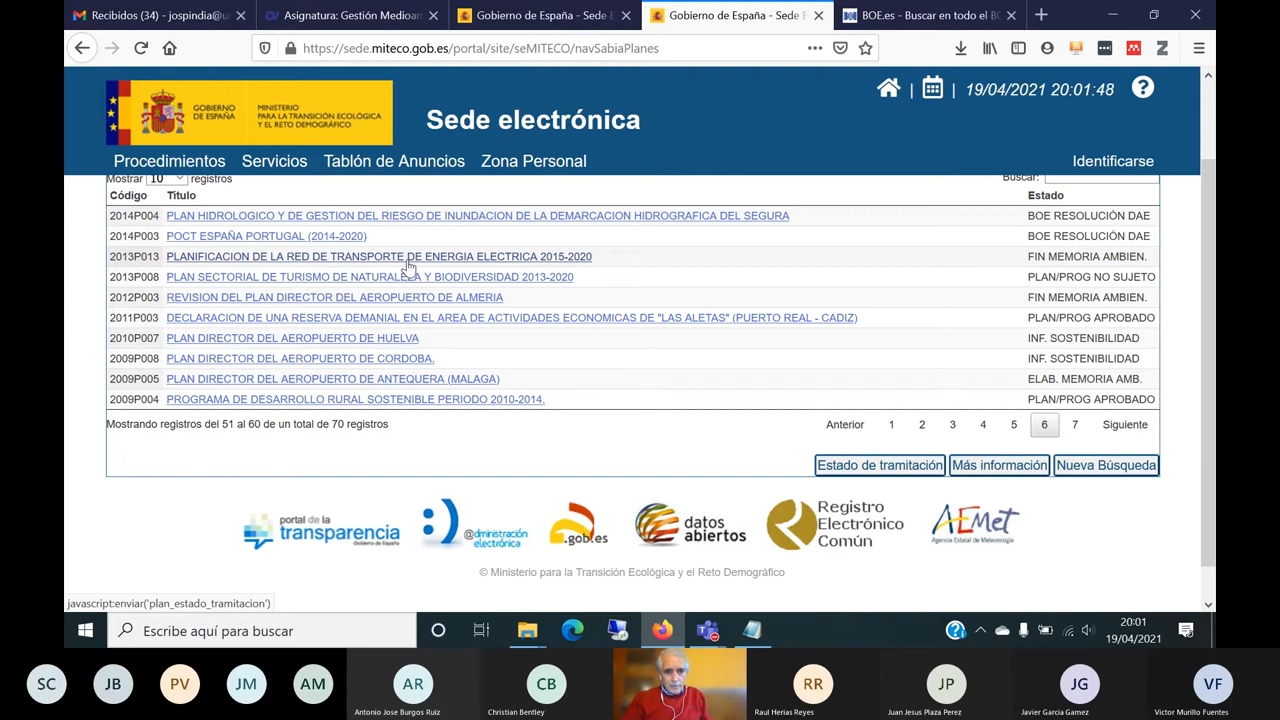 Recibidos (34) - jospindia@u
Asignatura: Gestión Medioam
Gobierno de España - Sede E
Gobierno de España - Sede E
BOE.es - Buscar en todo el BO
https://sede.miteco.gob.es/portal/site/seMITECO/navSabiaPlanes
GOBIERNO DE ESPAÑA
MINISTERIO PARA LA TRANSICIÓN ECOLÓGICA Y EL RETO DEMOGRÁFICO
Sede electrónica
| | 19/04/2021 20:01:48
Procedimientos Servicios Tablón de Anuncios Zona Personal Identificarse
Mostrar 10 registros Buscar:
Código Título Estado
2014P004 PLAN HIDROLOGICO Y DE GESTION DEL RIESGO DE INUNDACION DE LA DEMARCACION HIDROGRAFICA DEL SEGURA BOE RESOLUCIÓN DAE
2014P003 POCT ESPAÑA PORTUGAL (2014-2020) BOE RESOLUCIÓN DAE
2013P013 PLANIFICACION DE LA RED DE TRANSPORTE DE ENERGIA ELECTRICA 2015-2020 FIN MEMORIA AMBIEN.
2013P008 PLAN SECTORIAL DE TURISMO DE NATURALEZA Y BIODIVERSIDAD 2013-2020 PLAN/PROG NO SUJETO
2012P003 REVISION DEL PLAN DIRECTOR DEL AEROPUERTO DE ALMERIA FIN MEMORIA AMBIEN.
2011P003 DECLARACION DE UNA RESERVA DEMANIAL EN EL AREA DE ACTIVIDADES ECONOMICAS DE "LAS ALETAS" (PUERTO REAL - CADIZ) PLAN/PROG APROBADO
2010P007 PLAN DIRECTOR DEL AEROPUERTO DE HUELVA INF. SOSTENIBILIDAD
2009P008 PLAN DIRECTOR DEL AEROPUERTO DE CORDOBA. INF. SOSTENIBILIDAD
2009P005 PLAN DIRECTOR DEL AEROPUERTO DE ANTEQUERA (MALAGA) ELAB. MEMORIA AMB.
2009P004 PROGRAMA DE DESARROLLO RURAL SOSTENIBLE PERIODO 2010-2014. PLAN/PROG APROBADO
Mostrando registros del 51 al 60 de un total de 70 registros Anterior 1 2 3 4 5 6 7 Siguiente
Estado de tramitación Más información Nueva Búsqueda
portal de la transparencia Gobierno de España
@dministración electrónica
.gob.es
datos abiertos
Registro Electrónico Común
AEMet Agencia Estatal de Meteorología
© Ministerio para la Transición Ecológica y el Reto Demográfico
javascript:enviar('plan_estado_tramitacion')
Escribe aquí para buscar
20:01
19/04/2021
SC JB PV JM AM AR CB RR JP JG VF
Antonio Jose Burgos Ruiz Christian Bentley Raul Herias Reyes Juan Jesus Plaza Perez Javier Garcia Gamez Victor Murillo Fuentes